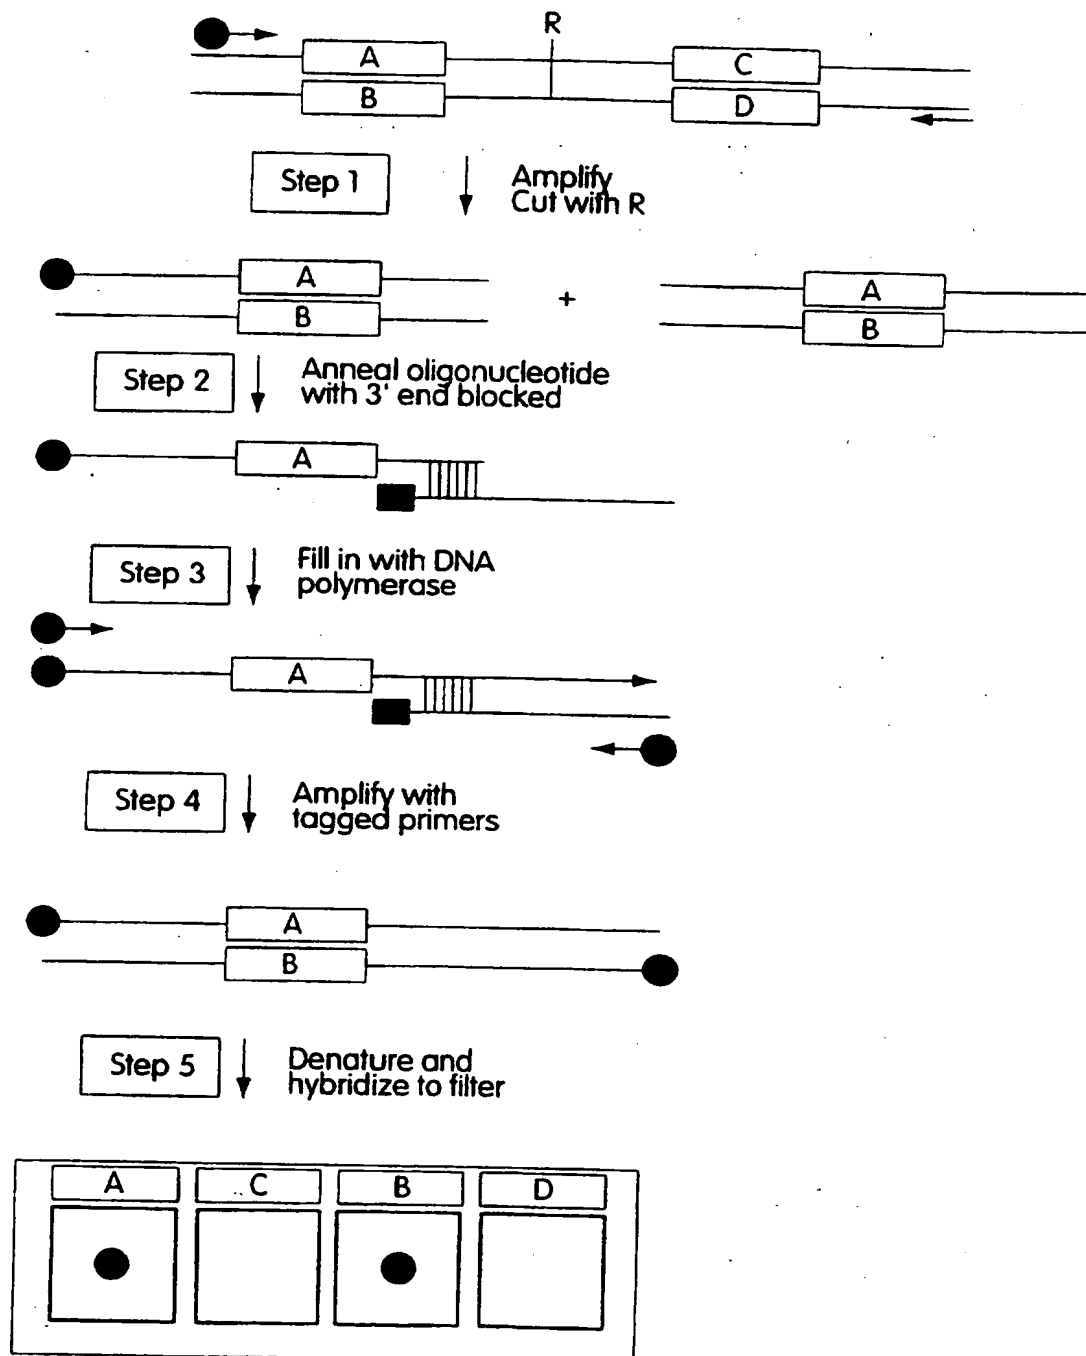 R
A
C
B
D
Step 1
Amplify
Cut with R
A
B
+
A
B
Step 2
Anneal oligonucleotide
with 3' end blocked
A
Step 3
Fill in with DNA
polymerase
A
Step 4
Amplify with
tagged primers
A
B
Step 5
Denature and
hybridize to filter
A
C
B
D